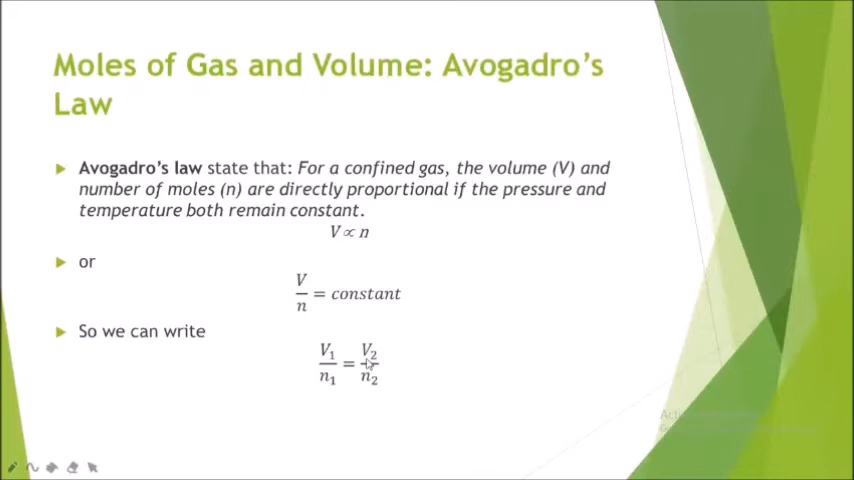 Moles of Gas and Volume: Avogadro's
Law
Avogadro's law state that: For a confined gas, the volume (V) and
number of moles (n) are directly proportional if the pressure and
temperature both remain constant.
V ∝ n
or
V/n = constant
So we can write
V₁/n₁ = V₂/n₂